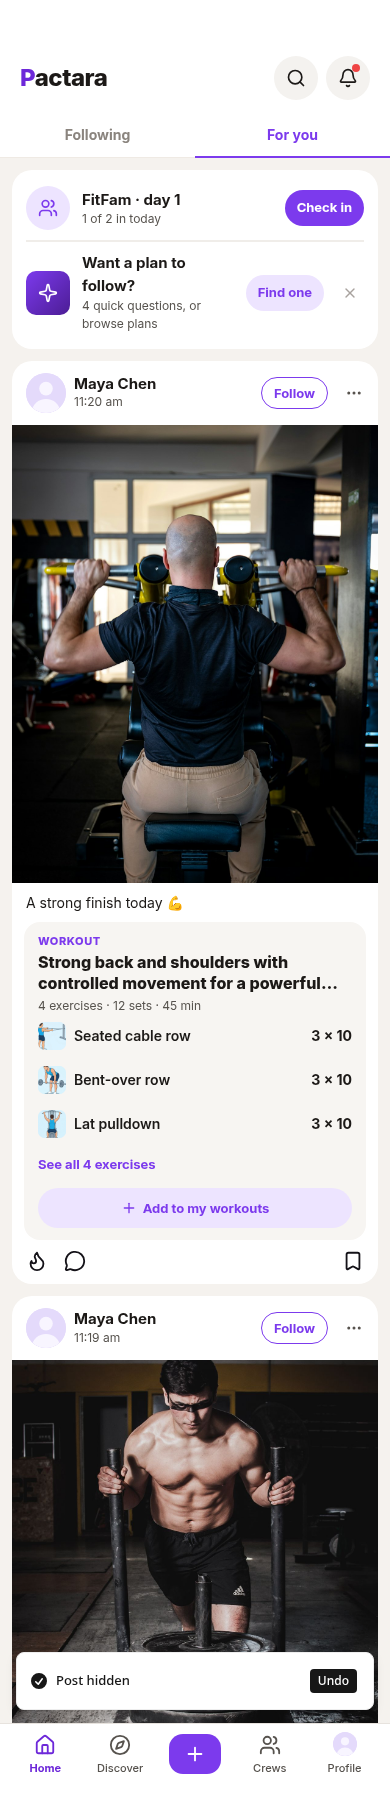 Pactara
Following
For you
FitFam · day 1
1 of 2 in today
Check in
Want a plan to
follow?
4 quick questions, or
browse plans
Find one
Maya Chen
11:20 am
Follow
A strong finish today 💪
WORKOUT
Strong back and shoulders with
controlled movement for a powerful...
4 exercises · 12 sets · 45 min
Seated cable row
3 × 10
Bent-over row
3 × 10
Lat pulldown
3 × 10
See all 4 exercises
+ Add to my workouts
Maya Chen
11:19 am
Follow
adidas
Post hidden
Undo
Home
Discover
Crews
Profile